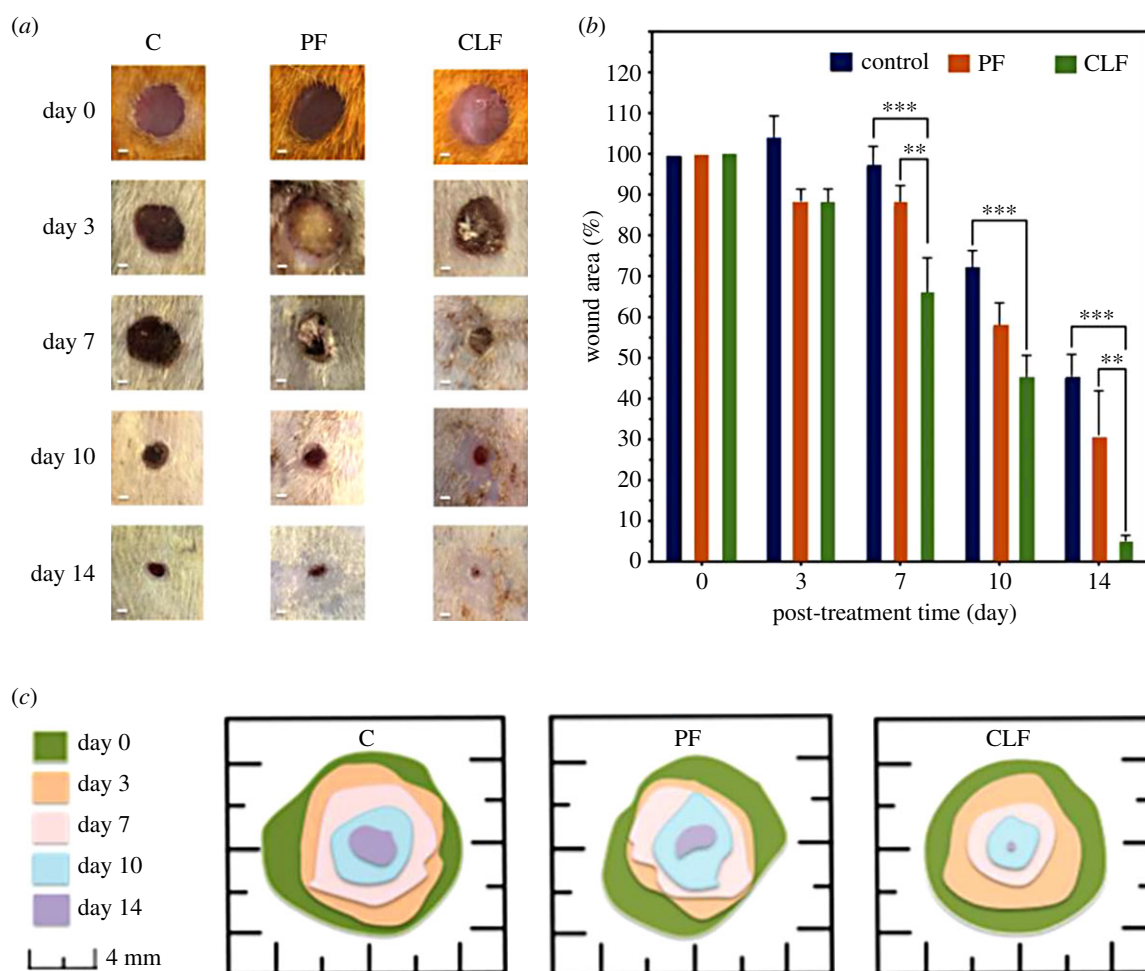 (a)
C PF CLF
day 0
day 3
day 7
day 10
day 14
(b)
control PF CLF
120
110
100
90
80
70
60
50
40
30
20
10
0
wound area (%)
***
**
***
***
**
0 3 7 10 14
post-treatment time (day)
(c)
day 0
day 3
day 7
day 10
day 14
4 mm
C
PF
CLF